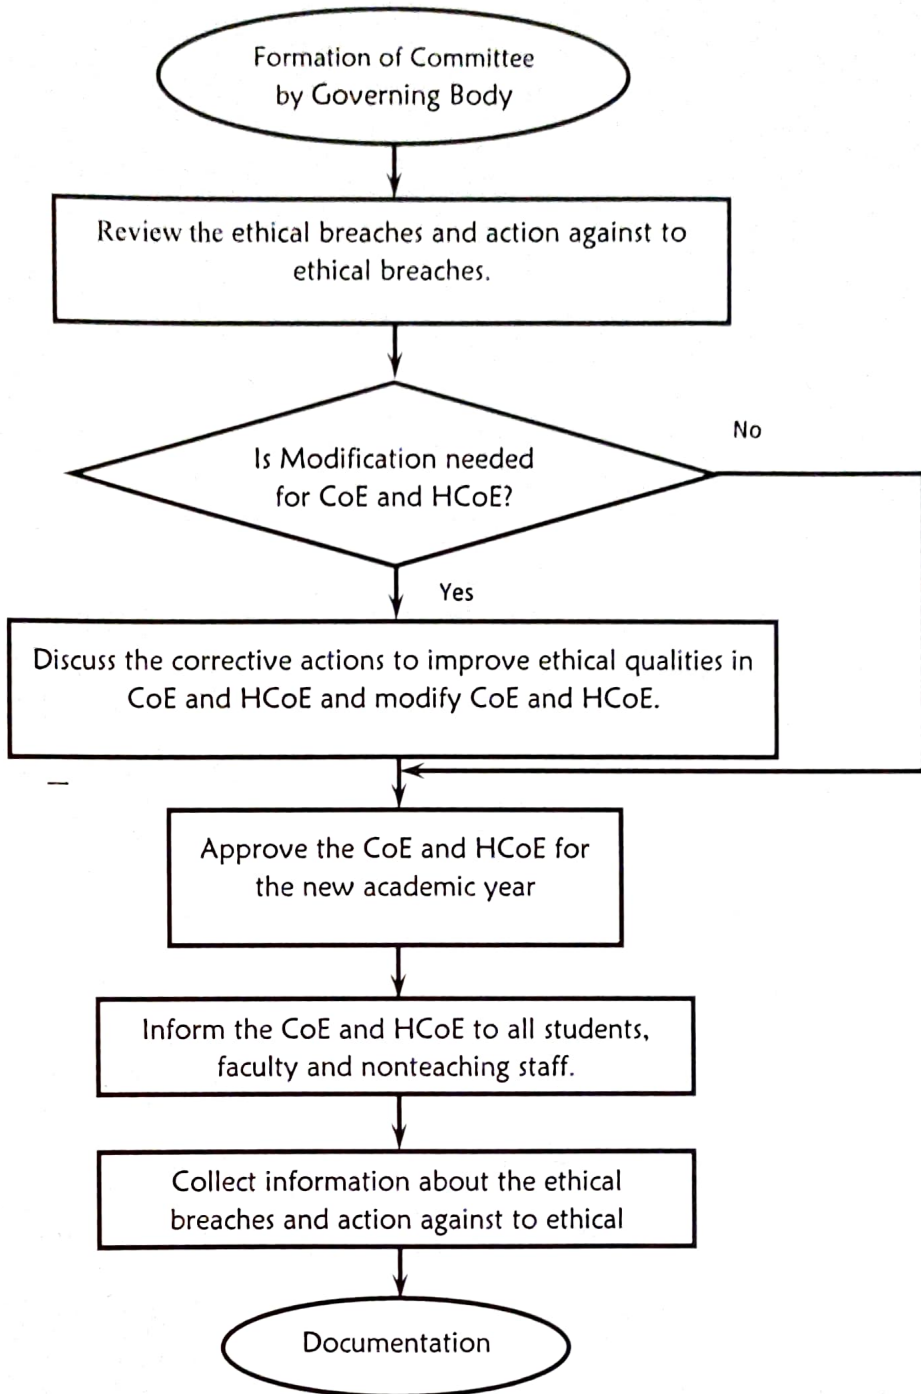 Formation of Committee
by Governing Body
Review the ethical breaches and action against to
ethical breaches.
Is Modification needed
for CoE and HCoE?
No
Yes
Discuss the corrective actions to improve ethical qualities in
CoE and HCoE and modify CoE and HCoE.
Approve the CoE and HCoE for
the new academic year
Inform the CoE and HCoE to all students,
faculty and nonteaching staff.
Collect information about the ethical
breaches and action against to ethical
Documentation